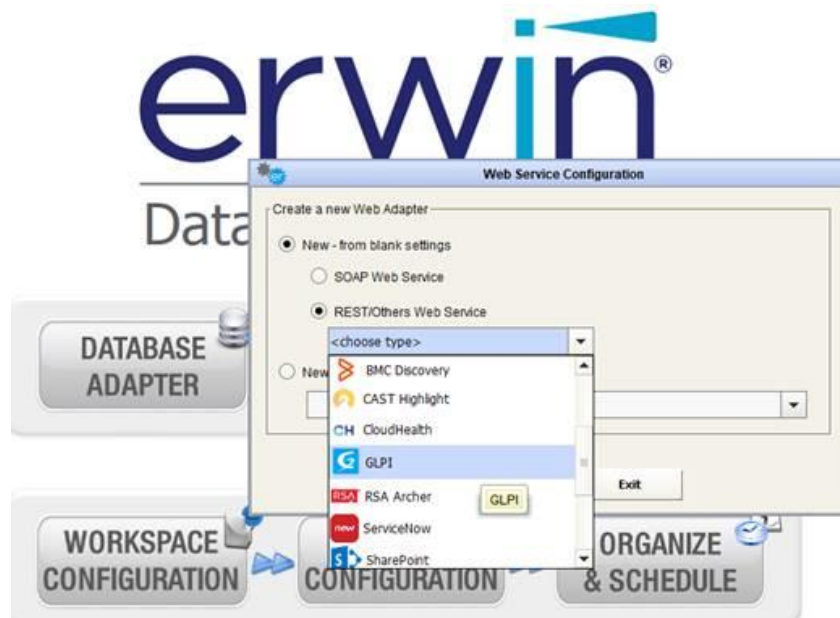 erwin®
Data
Web Service Configuration
Create a new Web Adapter
New - from blank settings
SOAP Web Service
REST/Others Web Service
<choose type>
New
BMC Discovery
CAST Highlight
CH CloudHealth
GLPI
RSA RSA Archer
GLPI
now ServiceNow
S SharePoint
Exit
DATABASE
ADAPTER
WORKSPACE
CONFIGURATION
CONFIGURATION
ORGANIZE
& SCHEDULE